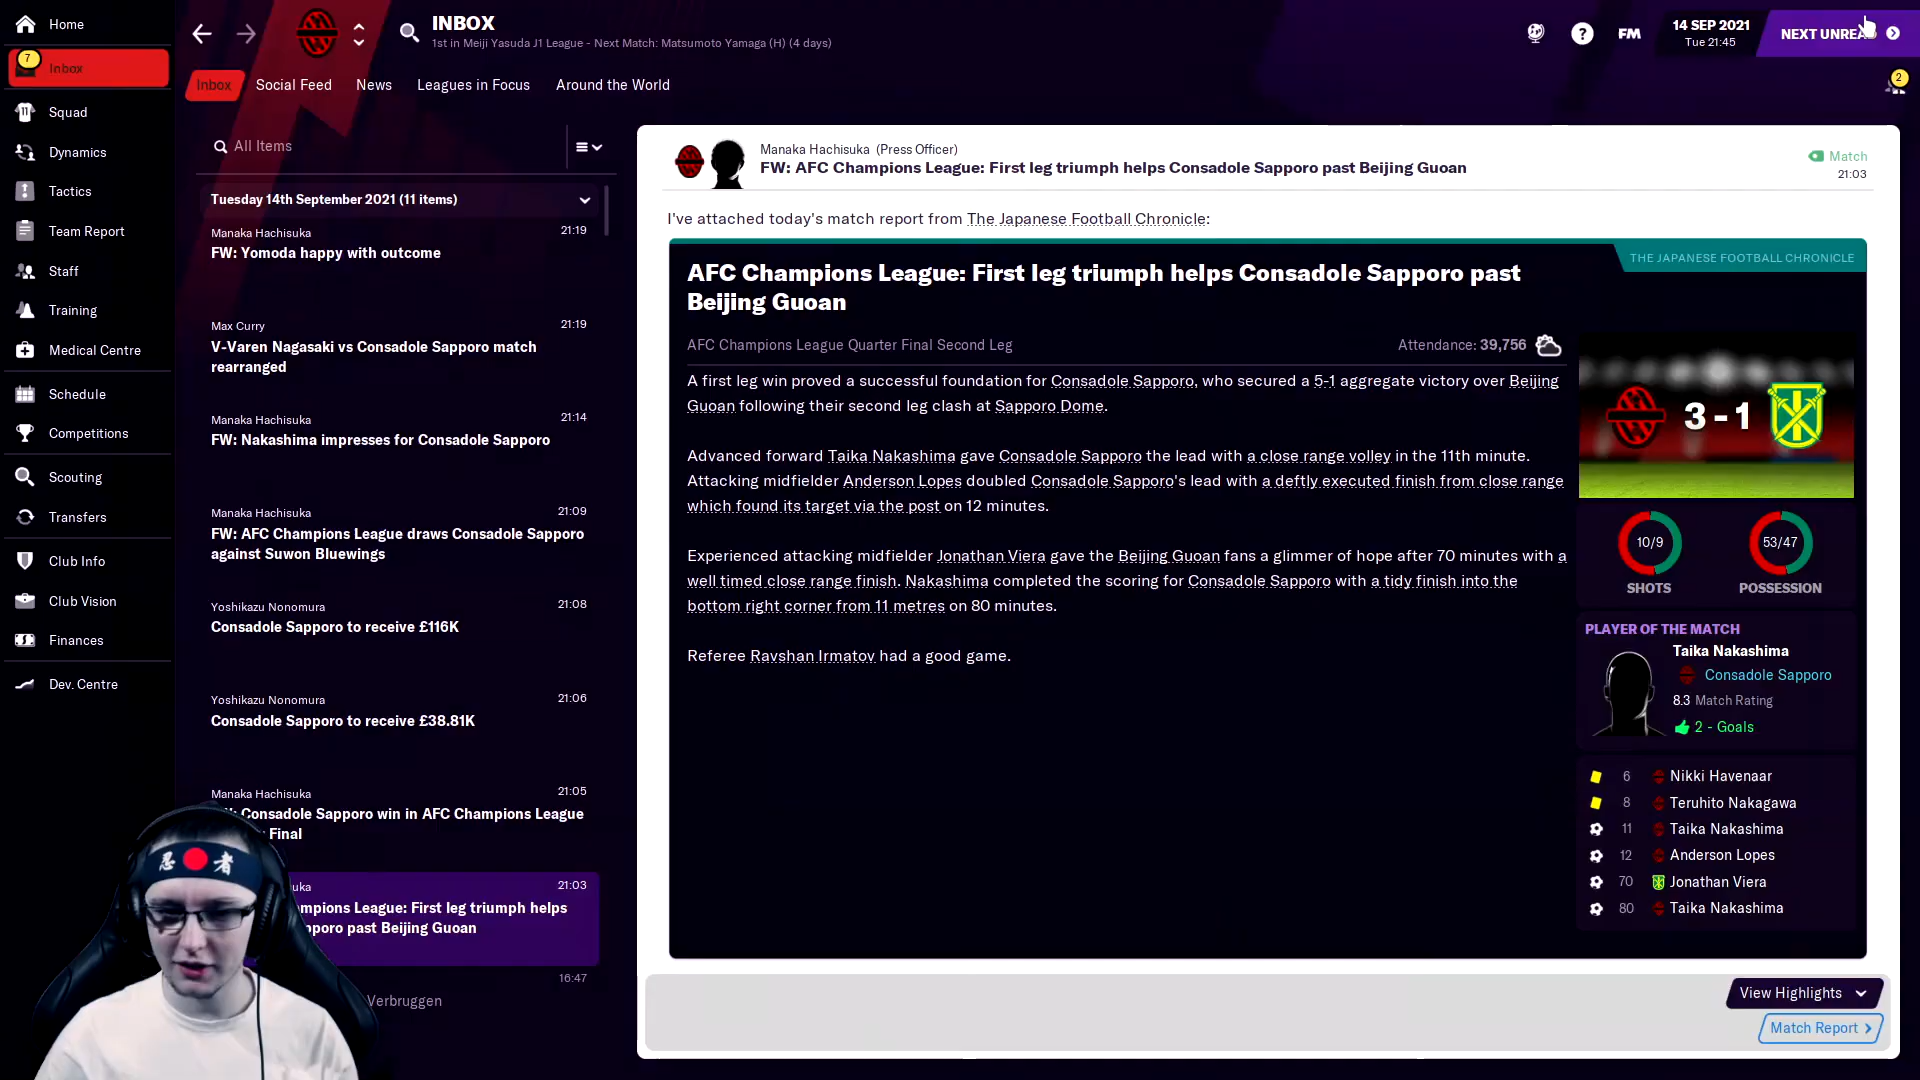 Home
7
Inbox
Squad
Dynamics
Tactics
Team Report
Staff
Training
Medical Centre
Schedule
Competitions
Scouting
Transfers
Club Info
Club Vision
Finances
Dev. Centre
INBOX
1st in Meiji Yasuda J1 League - Next Match: Matsumoto Yamaga (H) (4 days)
?
FM
14 SEP 2021
Tue 21:45
NEXT
2
Inbox
Social Feed
News
Leagues in Focus
Around the World
All Items
Tuesday 14th September 2021 (11 items)
Manaka Hachisuka 21:19
FW: Yomoda happy with outcome
Max Curry 21:19
V-Varen Nagasaki vs Consadole Sapporo match
rearranged
Manaka Hachisuka 21:14
FW: Nakashima impresses for Consadole Sapporo
Manaka Hachisuka 21:09
FW: AFC Champions League draws Consadole Sapporo
against Suwon Bluewings
Yoshikazu Nonomura 21:08
Consadole Sapporo to receive £116K
Yoshikazu Nonomura 21:06
Consadole Sapporo to receive £38.81K
Manaka Hachisuka 21:05
Consadole Sapporo win in AFC Champions League
Final
uka 21:03
mpions League: First leg triumph helps
pporo past Beijing Guoan
16:47
Verbruggen
忍 者
Manaka Hachisuka (Press Officer)
FW: AFC Champions League: First leg triumph helps Consadole Sapporo past Beijing Guoan
Match
21:03
I've attached today's match report from The Japanese Football Chronicle:
THE JAPANESE FOOTBALL CHRONICLE
AFC Champions League: First leg triumph helps Consadole Sapporo past
Beijing Guoan
AFC Champions League Quarter Final Second Leg
Attendance: 39,756
A first leg win proved a successful foundation for Consadole Sapporo, who secured a 5-1 aggregate victory over Beijing
Guoan following their second leg clash at Sapporo Dome.
Advanced forward Taika Nakashima gave Consadole Sapporo the lead with a close range volley in the 11th minute.
Attacking midfielder Anderson Lopes doubled Consadole Sapporo's lead with a deftly executed finish from close range
which found its target via the post on 12 minutes.
Experienced attacking midfielder Jonathan Viera gave the Beijing Guoan fans a glimmer of hope after 70 minutes with a
well timed close range finish. Nakashima completed the scoring for Consadole Sapporo with a tidy finish into the
bottom right corner from 11 metres on 80 minutes.
Referee Ravshan Irmatov had a good game.
3 - 1
10/9
SHOTS
53/47
POSSESSION
PLAYER OF THE MATCH
Taika Nakashima
Consadole Sapporo
8.3 Match Rating
2 - Goals
6 Nikki Havenaar
8 Teruhito Nakagawa
11 Taika Nakashima
12 Anderson Lopes
70 Jonathan Viera
80 Taika Nakashima
View Highlights
Match Report